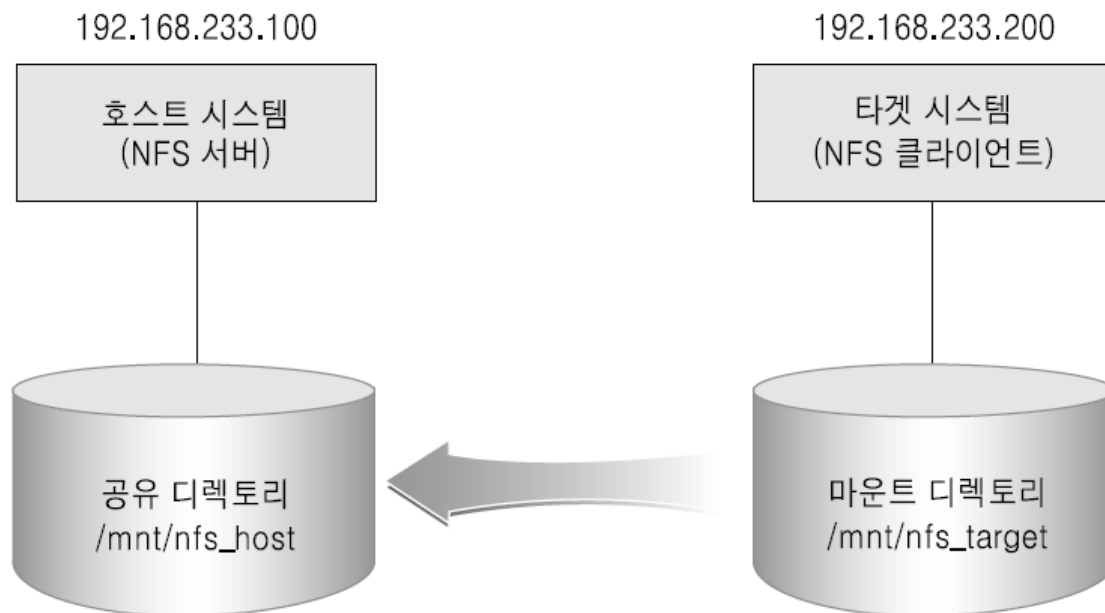 192.168.233.100
호스트 시스템
(NFS 서버)
공유 디렉토리
/mnt/nfs_host
192.168.233.200
타겟 시스템
(NFS 클라이언트)
마운트 디렉토리
/mnt/nfs_target